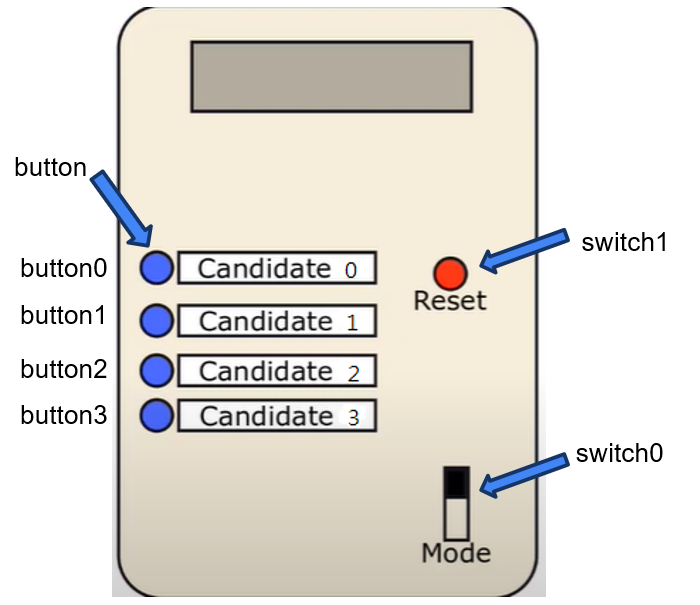 button
button0
Candidate 0
switch1
Reset
button1
Candidate 1
button2
Candidate 2
button3
Candidate 3
switch0
Mode